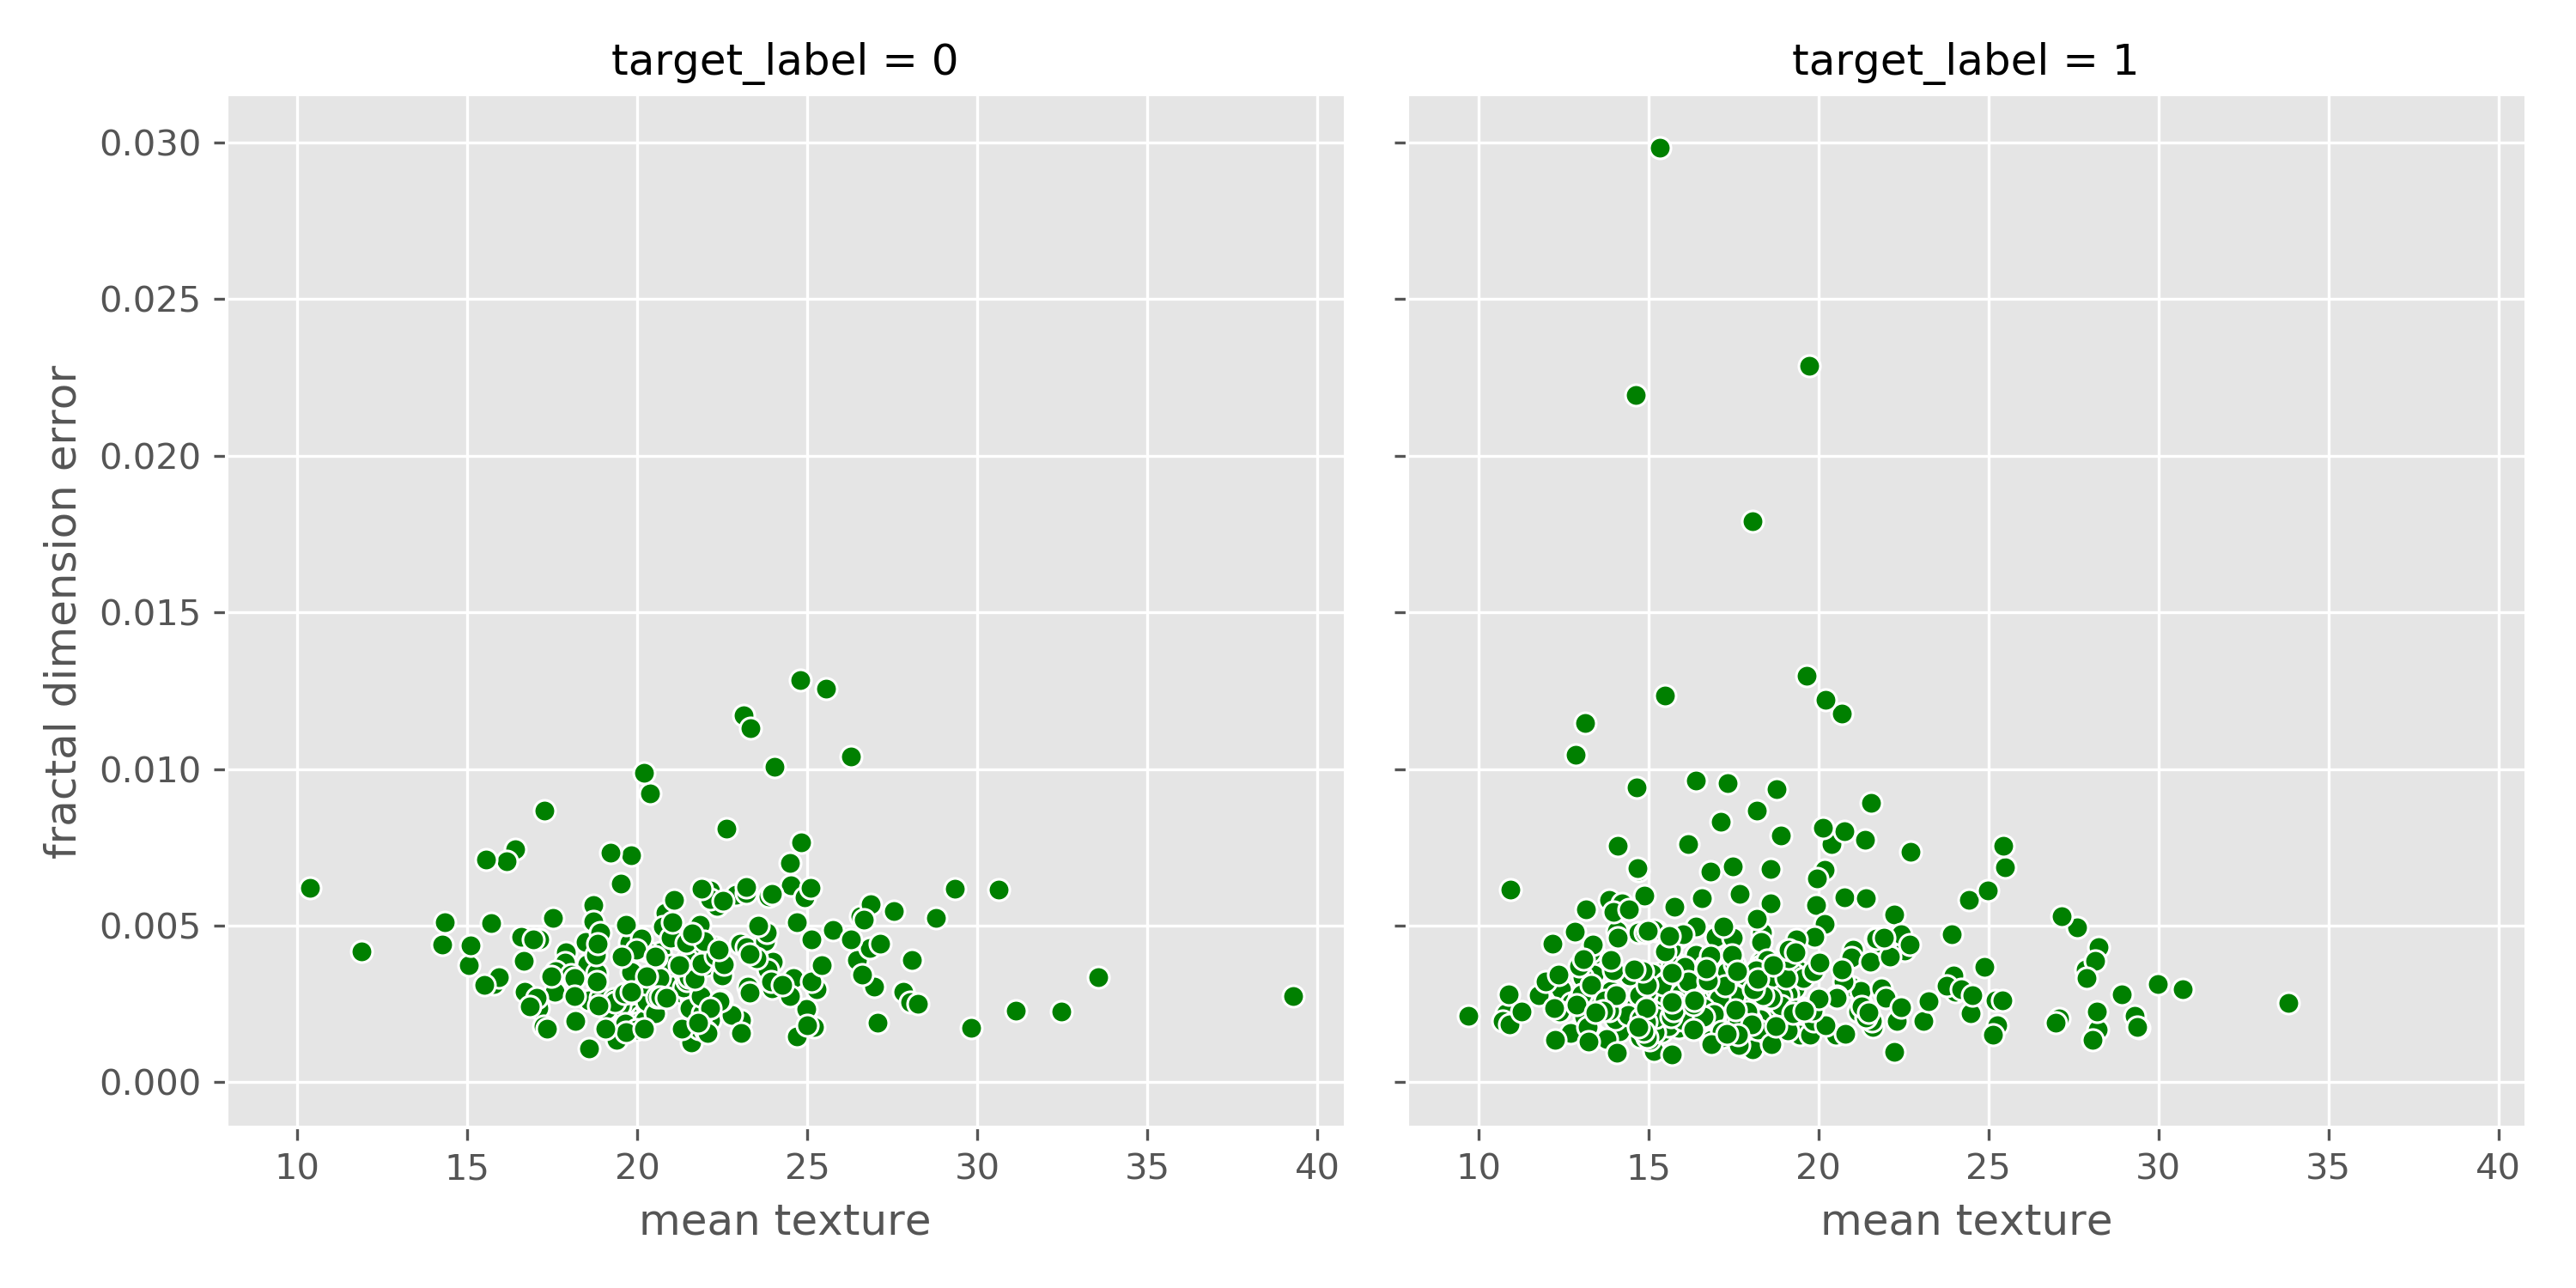 target_label = 0
target_label = 1
fractal dimension error
0.030
0.025
0.020
0.015
0.010
0.005
0.000
10 15 20 25 30 35 40
10 15 20 25 30 35 40
mean texture
mean texture